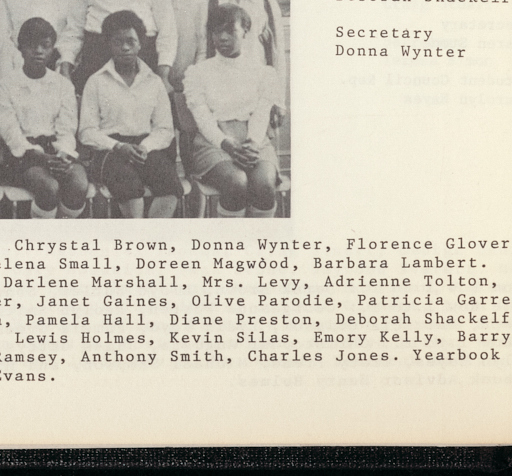 Secretary
Donna Wynter
Chrystal Brown, Donna Wynter, Florence Glover
elena Small, Doreen Magwòod, Barbara Lambert.
Darlene Marshall, Mrs. Levy, Adrienne Tolton,
er, Janet Gaines, Olive Parodie, Patricia Garre
, Pamela Hall, Diane Preston, Deborah Shackelf
Lewis Holmes, Kevin Silas, Emory Kelly, Barry
Ramsey, Anthony Smith, Charles Jones. Yearbook
Evans.